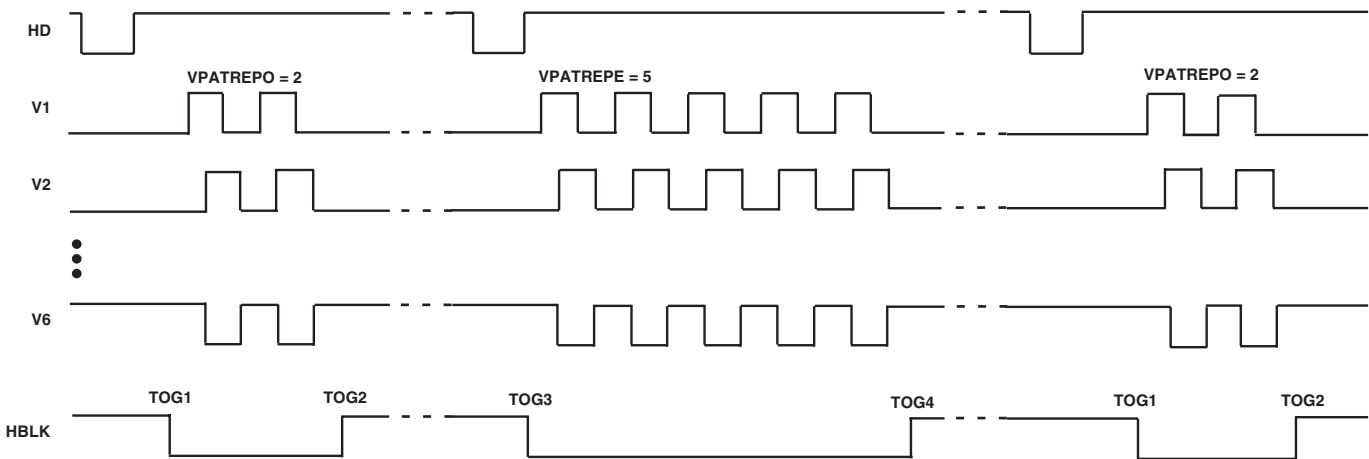 HD
VPATREPO = 2 VPATREPE = 5 VPATREPO = 2
V1
V2
V6
TOG1 TOG2 TOG3 TOG4 TOG1 TOG2
HBLK